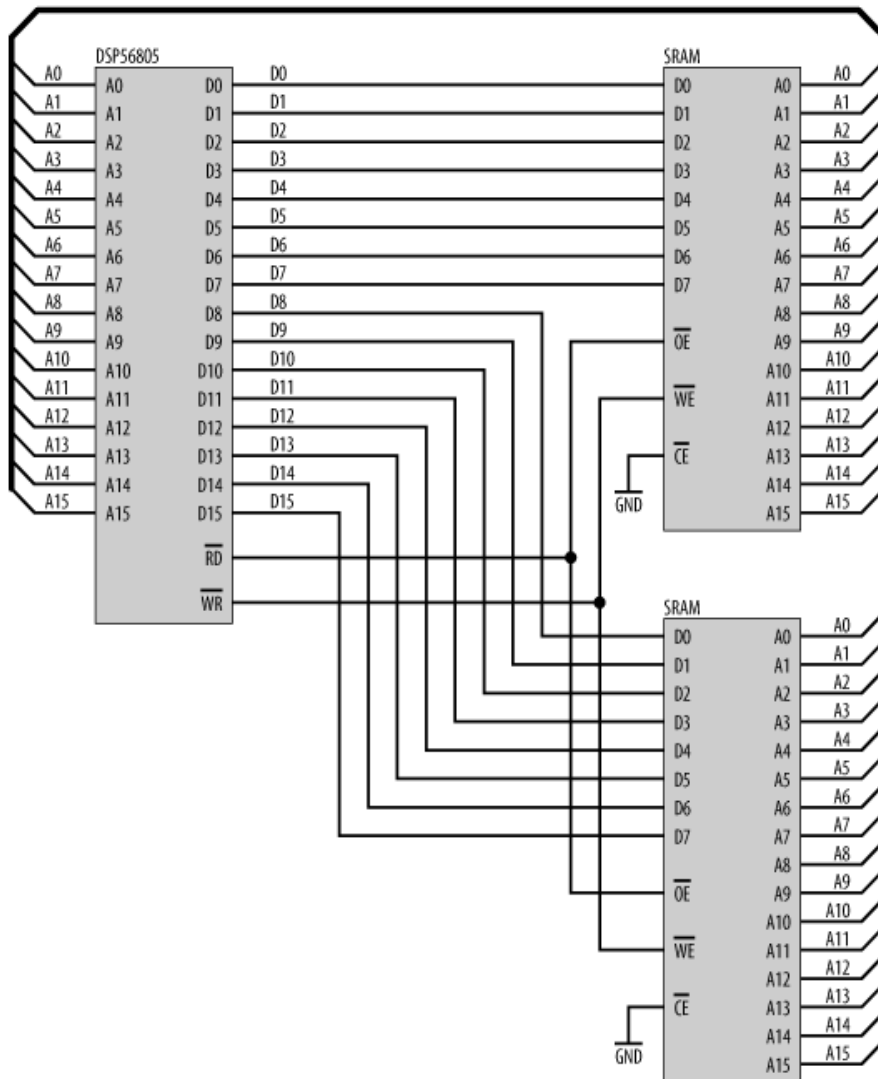 DSP56805 SRAM
A0 A0 D0 D0 D0 A0 A0
A1 A1 D1 D1 D1 A1 A1
A2 A2 D2 D2 D2 A2 A2
A3 A3 D3 D3 D3 A3 A3
A4 A4 D4 D4 D4 A4 A4
A5 A5 D5 D5 D5 A5 A5
A6 A6 D6 D6 D6 A6 A6
A7 A7 D7 D7 D7 A7 A7
A8 A8 D8 D8 A8 A8
A9 A9 D9 D9 OE A9 A9
A10 A10 D10 D10 A10 A10
A11 A11 D11 D11 WE A11 A11
A12 A12 D12 D12 A12 A12
A13 A13 D13 D13 CE A13 A13
A14 A14 D14 D14 A14 A14
GND
A15 A15 D15 D15 A15 A15
RD
WR
SRAM
D0 A0 A0
D1 A1 A1
D2 A2 A2
D3 A3 A3
D4 A4 A4
D5 A5 A5
D6 A6 A6
D7 A7 A7
A8 A8
OE A9 A9
A10 A10
WE A11 A11
A12 A12
CE A13 A13
A14 A14
GND
A15 A15